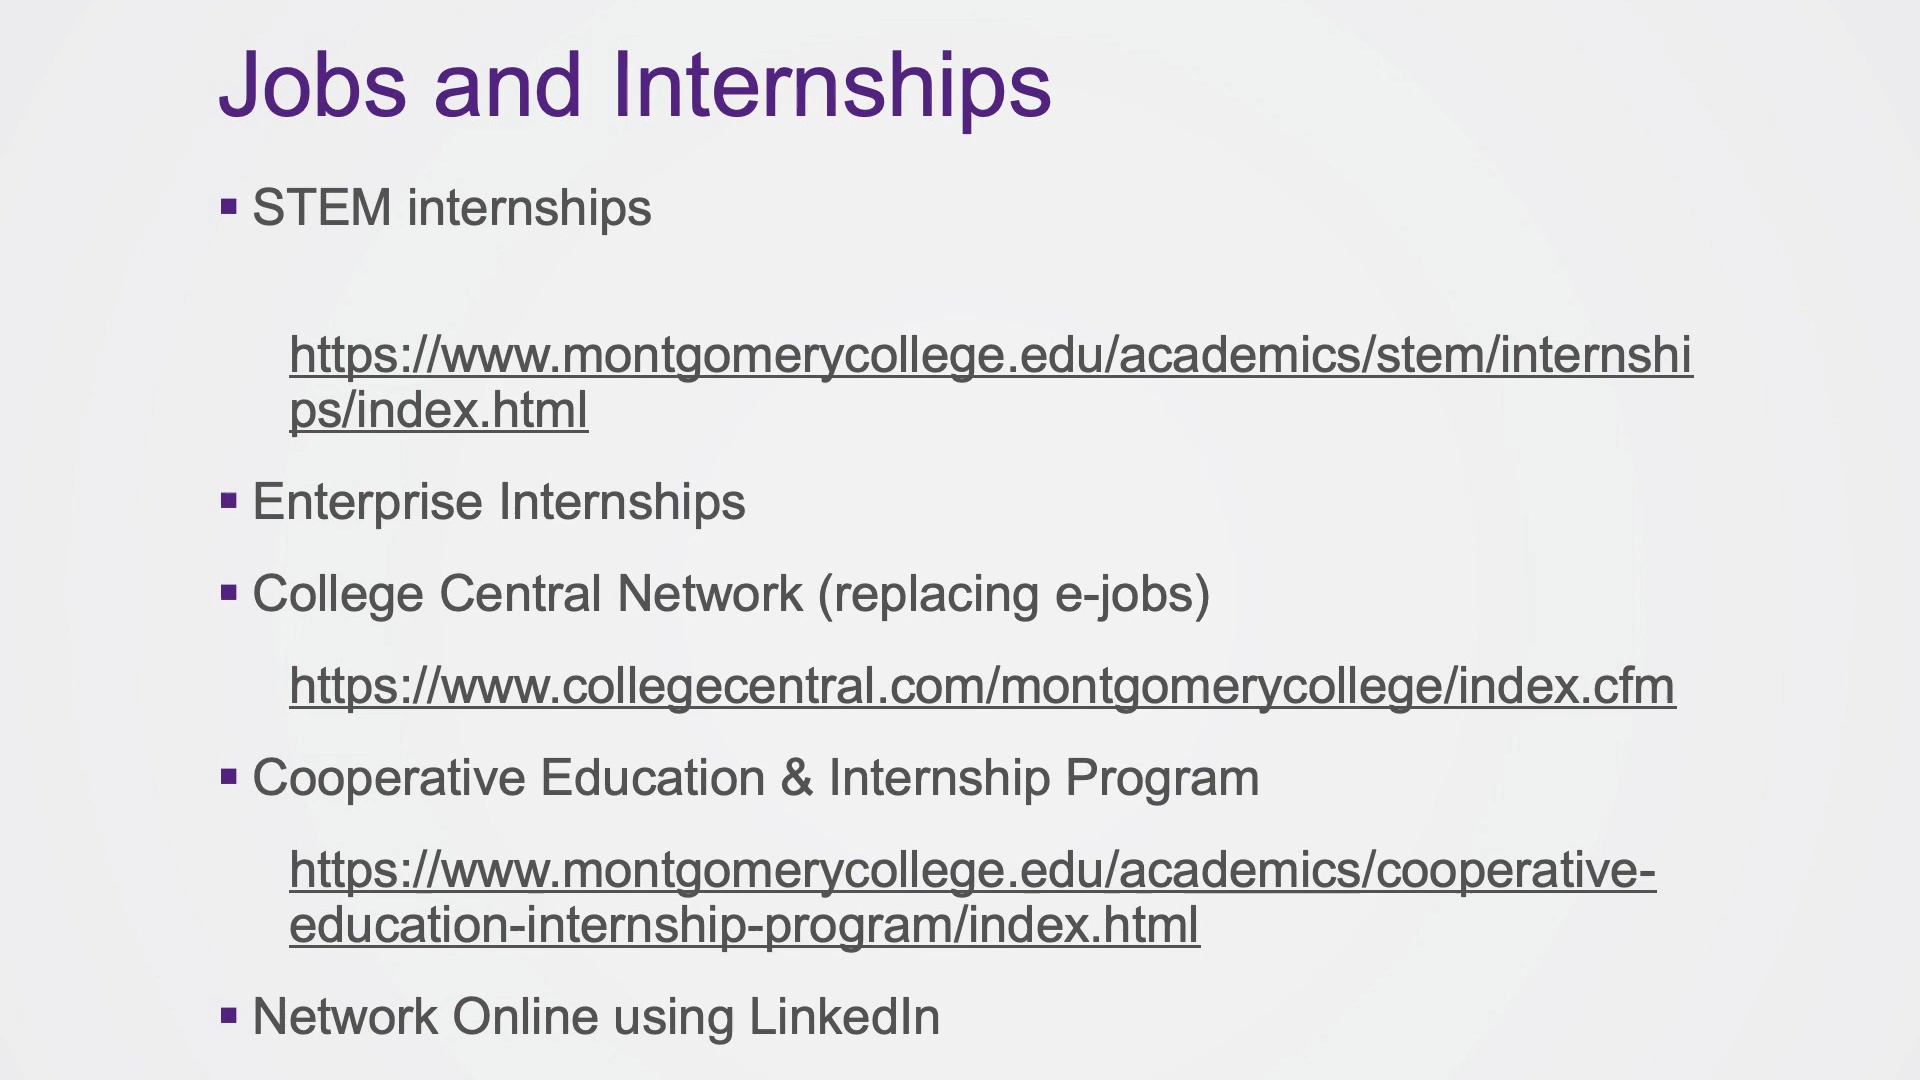 Jobs and Internships
▪ STEM internships
https://www.montgomerycollege.edu/academics/stem/internshi
ps/index.html
▪ Enterprise Internships
▪ College Central Network (replacing e-jobs)
https://www.collegecentral.com/montgomerycollege/index.cfm
▪ Cooperative Education & Internship Program
https://www.montgomerycollege.edu/academics/cooperative-
education-internship-program/index.html
▪ Network Online using LinkedIn